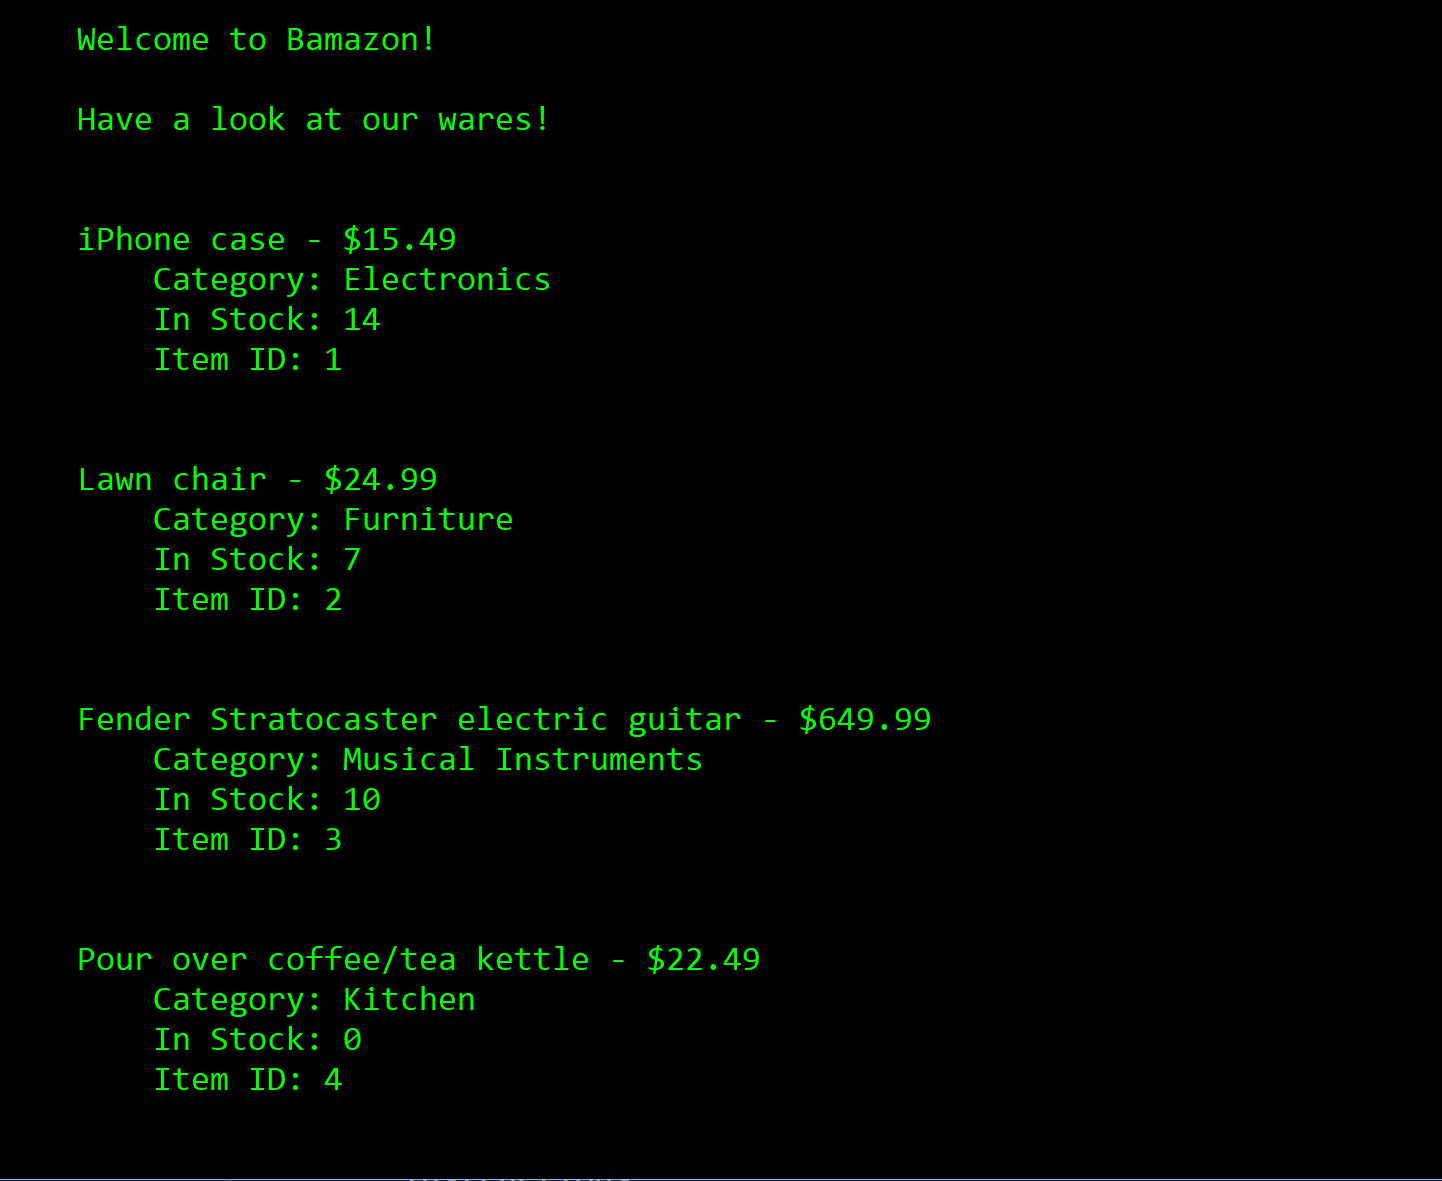 Welcome to Bamazon!
Have a look at our wares!
iPhone case - $15.49
Category: Electronics
In Stock: 14
Item ID: 1
Lawn chair - $24.99
Category: Furniture
In Stock: 7
Item ID: 2
Fender Stratocaster electric guitar - $649.99
Category: Musical Instruments
In Stock: 10
Item ID: 3
Pour over coffee/tea kettle - $22.49
Category: Kitchen
In Stock: 0
Item ID: 4